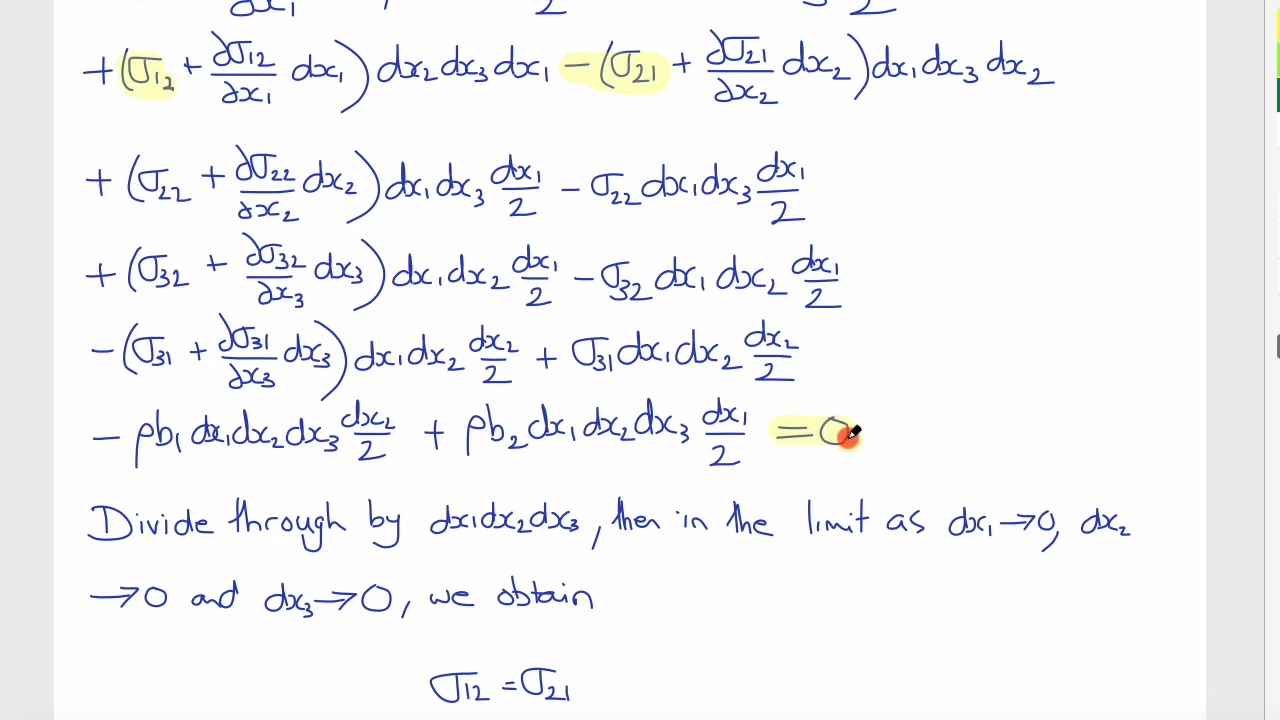 ∂x₁ 2 2
+(σ₁₂ + ∂σ₁₂/∂x₁ dx₁) dx₂ dx₃ dx₁ − (σ₂₁ + ∂σ₂₁/∂x₂ dx₂) dx₁ dx₃ dx₂
+ (σ₂₂ + ∂σ₂₂/∂x₂ dx₂) dx₁ dx₃ dx₁/2 − σ₂₂ dx₁ dx₃ dx₁/2
+ (σ₃₂ + ∂σ₃₂/∂x₃ dx₃) dx₁ dx₂ dx₁/2 − σ₃₂ dx₁ dx₂ dx₁/2
− (σ₃₁ + ∂σ₃₁/∂x₃ dx₃) dx₁ dx₂ dx₂/2 + σ₃₁ dx₁ dx₂ dx₂/2
− ρb₁ dx₁ dx₂ dx₃ dx₂/2 + ρb₂ dx₁ dx₂ dx₃ dx₁/2 = 0
Divide through by dx₁dx₂dx₃, then in the limit as dx₁ → 0, dx₂
→ 0 and dx₃ → 0, we obtain
σ₁₂ = σ₂₁